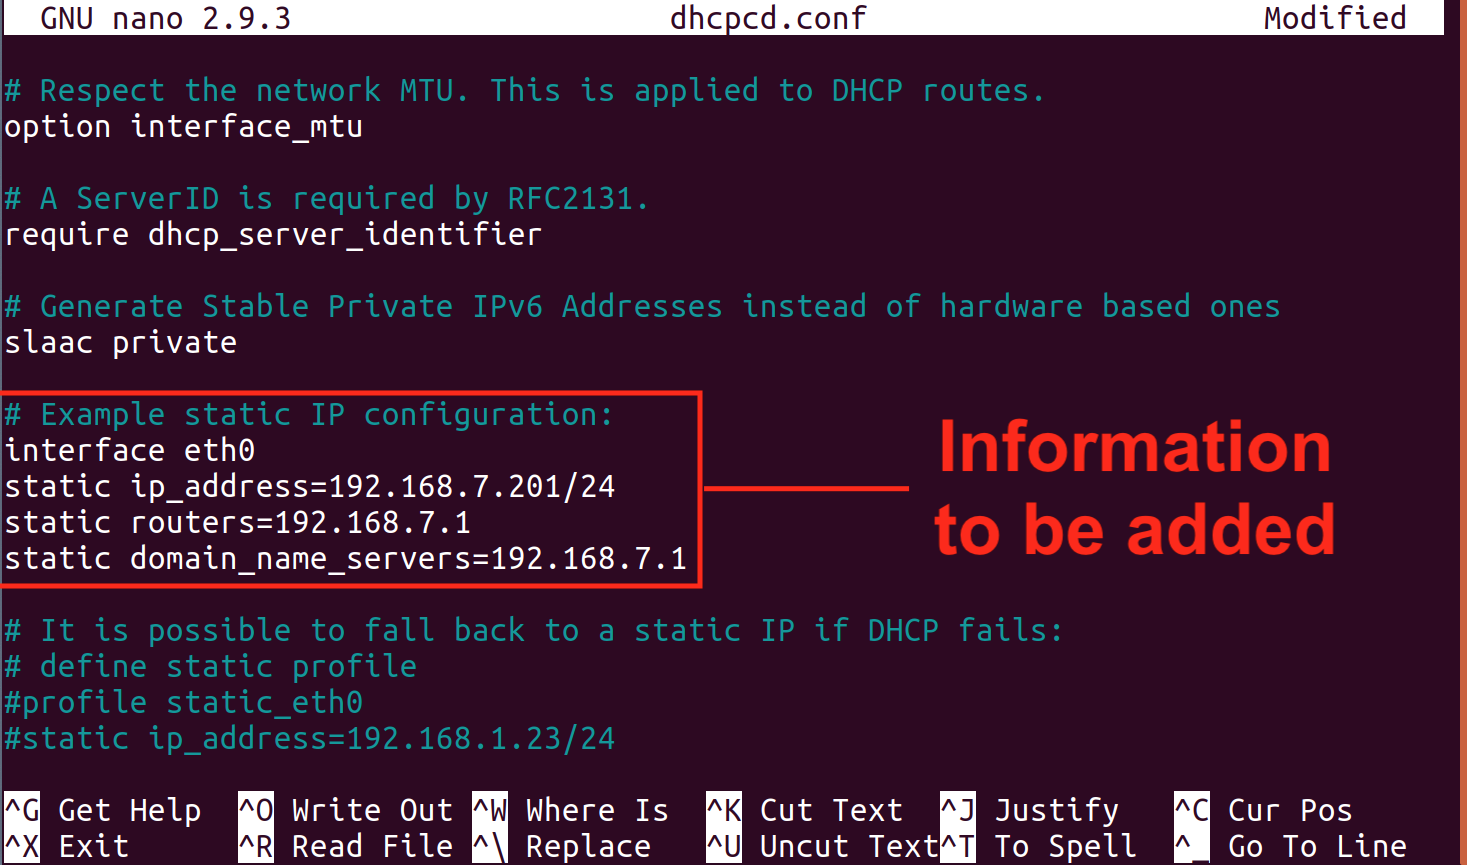 GNU nano 2.9.3 dhcpcd.conf Modified
# Respect the network MTU. This is applied to DHCP routes.
option interface_mtu
# A ServerID is required by RFC2131.
require dhcp_server_identifier
# Generate Stable Private IPv6 Addresses instead of hardware based ones
slaac private
# Example static IP configuration:
interface eth0
static ip_address=192.168.7.201/24
static routers=192.168.7.1
static domain_name_servers=192.168.7.1
Information
to be added
# It is possible to fall back to a static IP if DHCP fails:
# define static profile
#profile static_eth0
#static ip_address=192.168.1.23/24
^G Get Help ^O Write Out ^W Where Is ^K Cut Text ^J Justify ^C Cur Pos
^X Exit ^R Read File ^\ Replace ^U Uncut Text ^T To Spell ^_ Go To Line